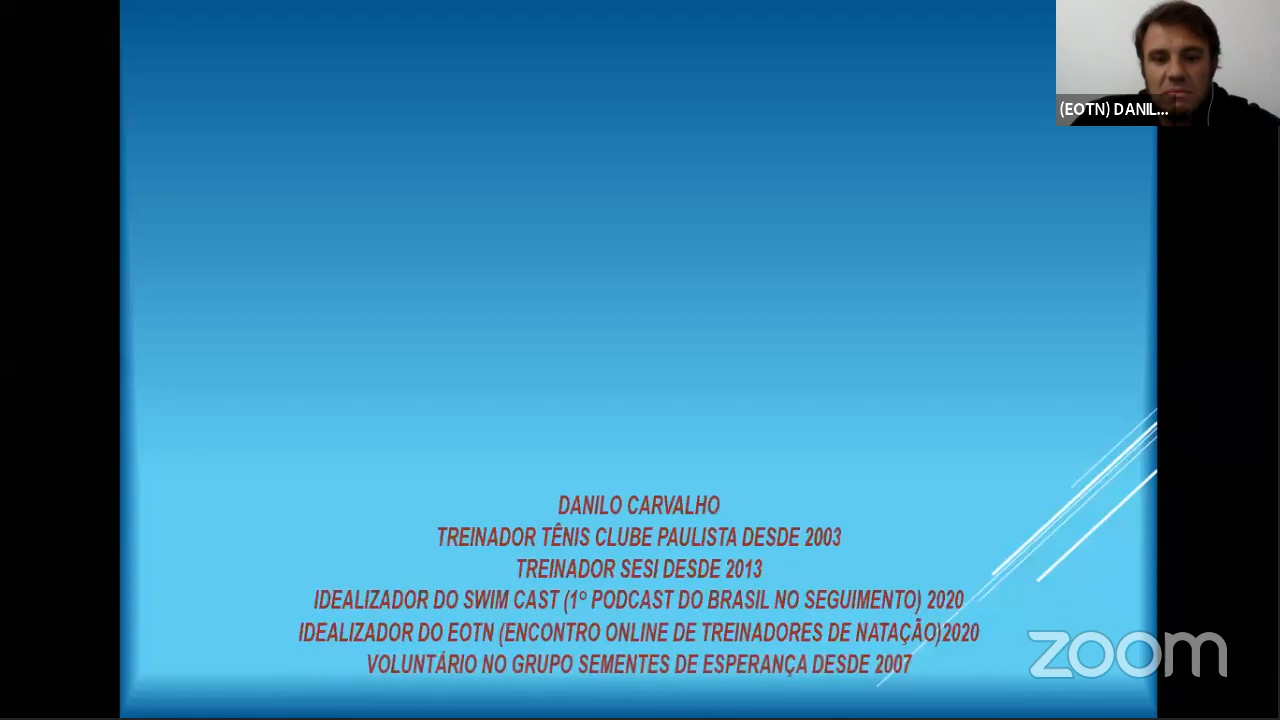 (EOTN) DANIL...
DANILO CARVALHO
TREINADOR TÊNIS CLUBE PAULISTA DESDE 2003
TREINADOR SESI DESDE 2013
IDEALIZADOR DO SWIM CAST (1° PODCAST DO BRASIL NO SEGUIMENTO) 2020
IDEALIZADOR DO EOTN (ENCONTRO ONLINE DE TREINADORES DE NATAÇÃO)2020
VOLUNTÁRIO NO GRUPO SEMENTES DE ESPERANÇA DESDE 2007
zoom